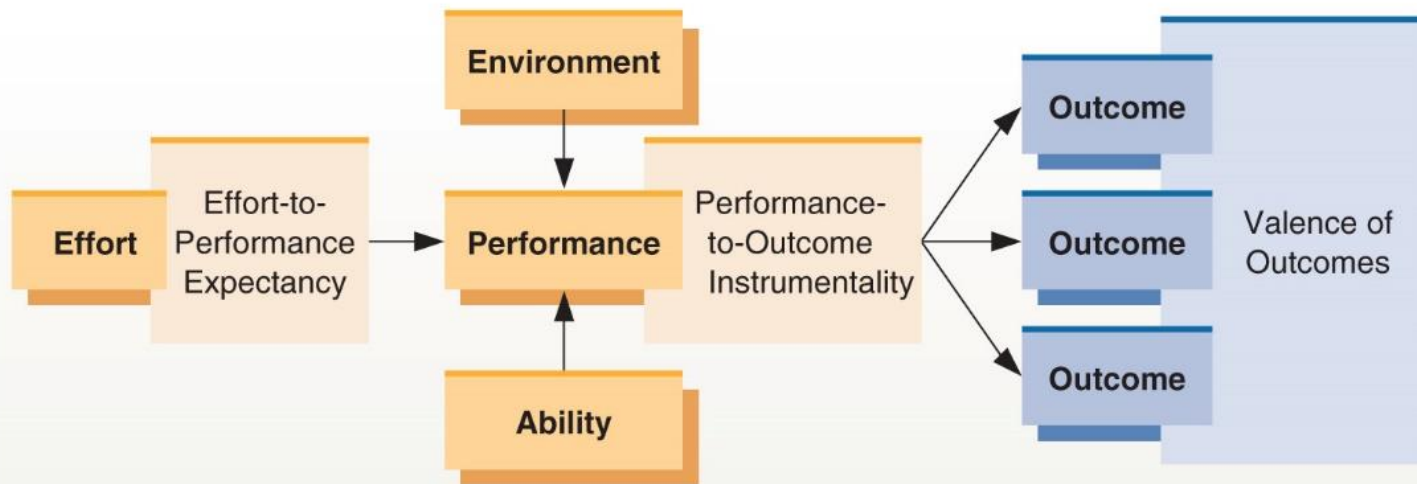 Environment
Effort
Effort-to-
Performance
Expectancy
Performance
Performance-
to-Outcome
Instrumentality
Ability
Outcome
Outcome
Outcome
Valence of
Outcomes